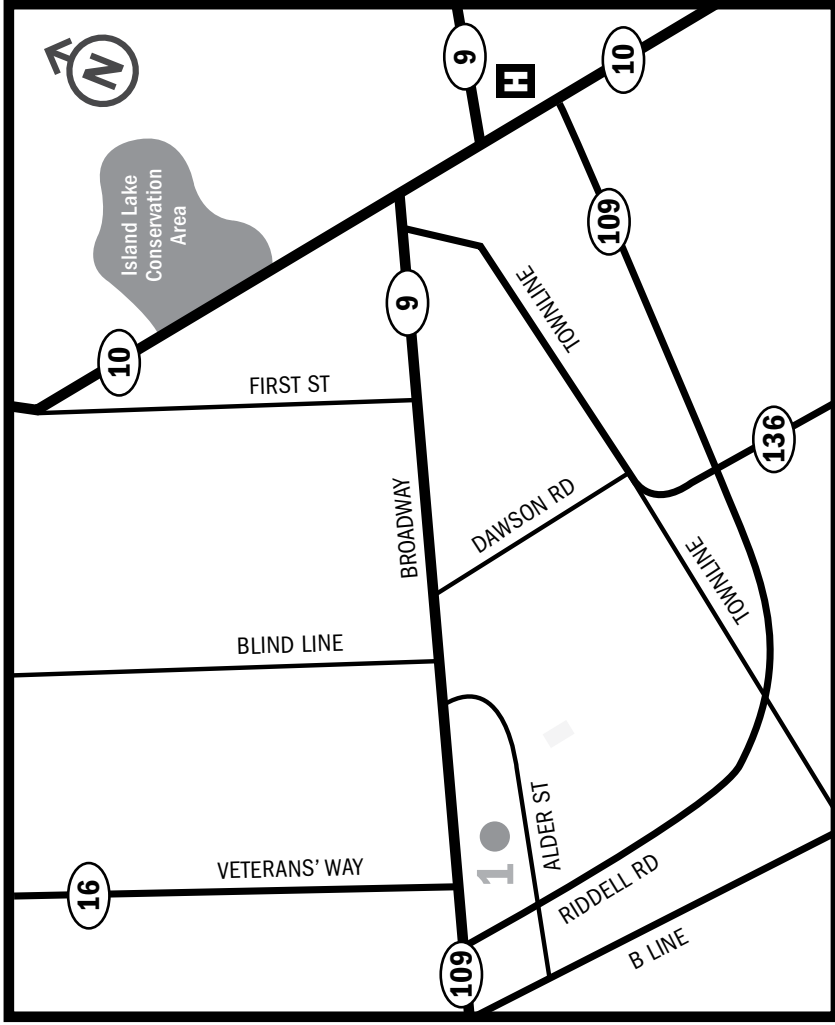 N
9
H
10
Island Lake
Conservation
Area
109
9
TOWNLINE
10
FIRST ST
136
BROADWAY
DAWSON RD
TOWNLINE
BLIND LINE
1
ALDER ST
VETERANS' WAY
16
RIDDELL RD
B LINE
109